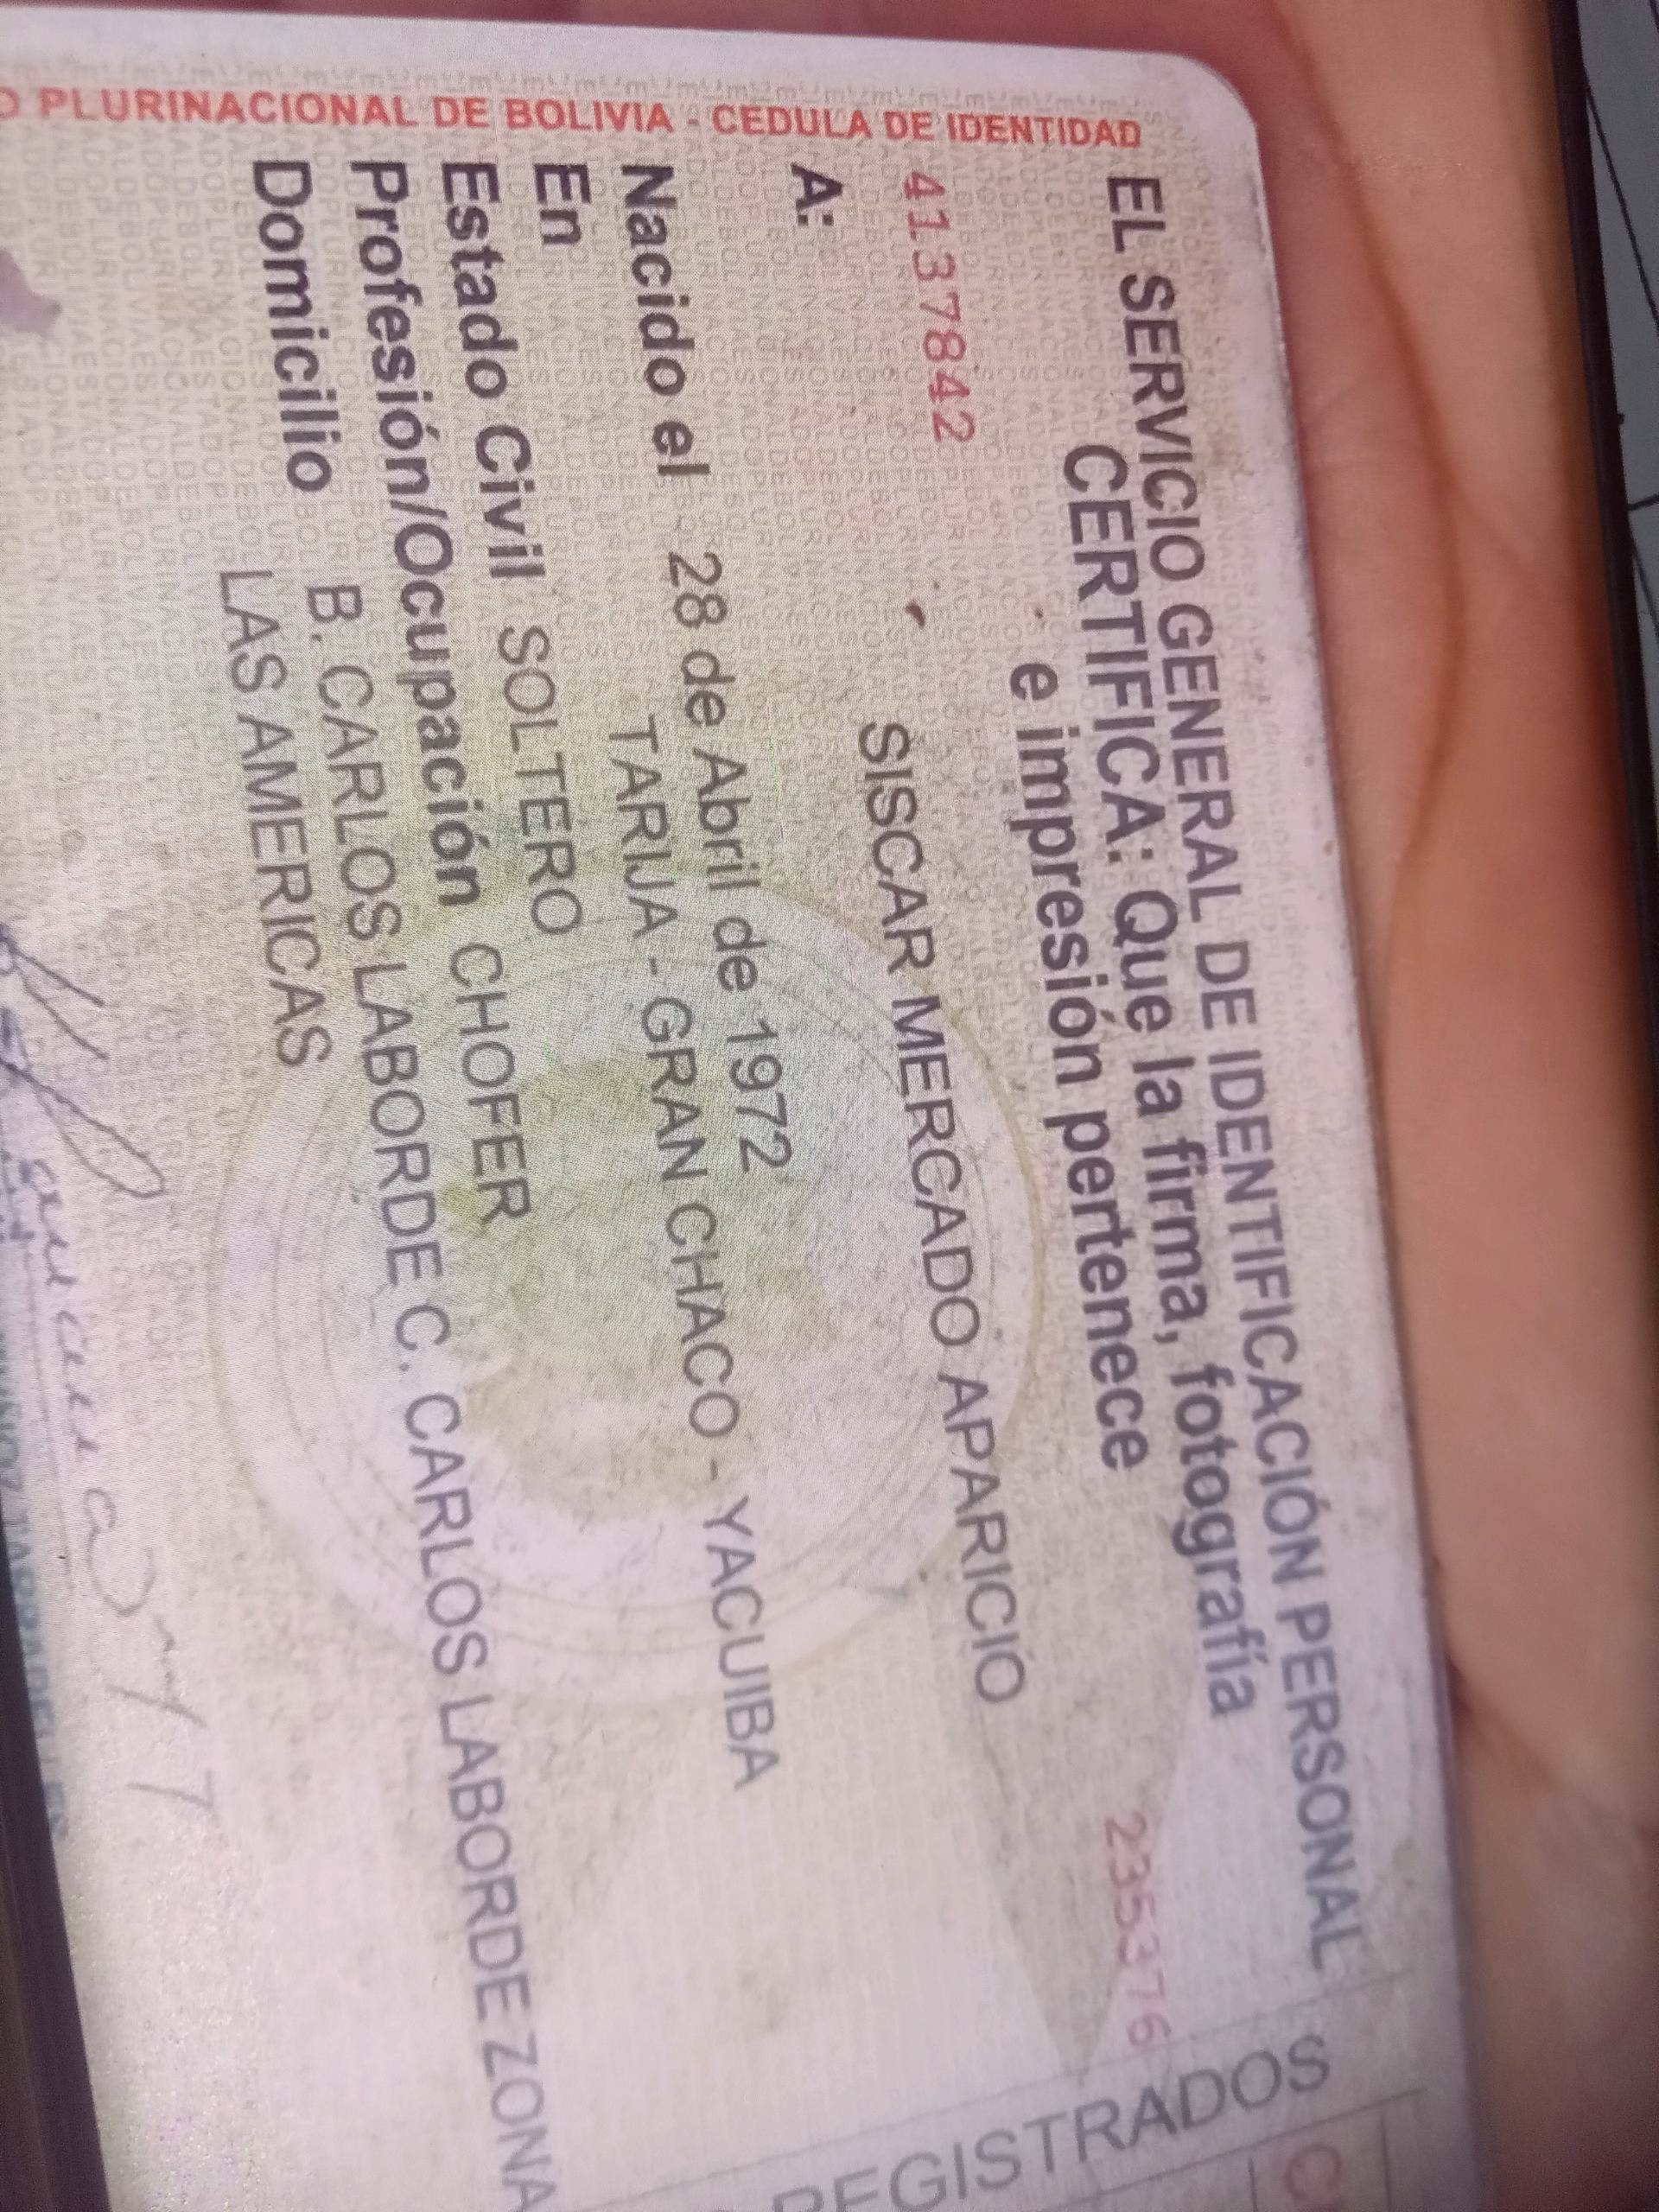 PLURINACIONAL DE BOLIVIA - CEDULA DE IDENTIDAD
EL SERVICIO GENERAL DE IDENTIFICACIÓN PERSONAL
CERTIFICA: Que la firma, fotografía
e impresión pertenece
4137842
235376
A: SISCAR MERCADO APARICIO
Nacido el 28 de Abril de 1972
En TARIJA - GRAN CHACO - YACUIBA
Estado Civil SOLTERO
Profesión/Ocupación CHOFER
Domicilio B. CARLOS LABORDE C. CARLOS LABORDE ZONA
LAS AMERICAS
REGISTRADOS